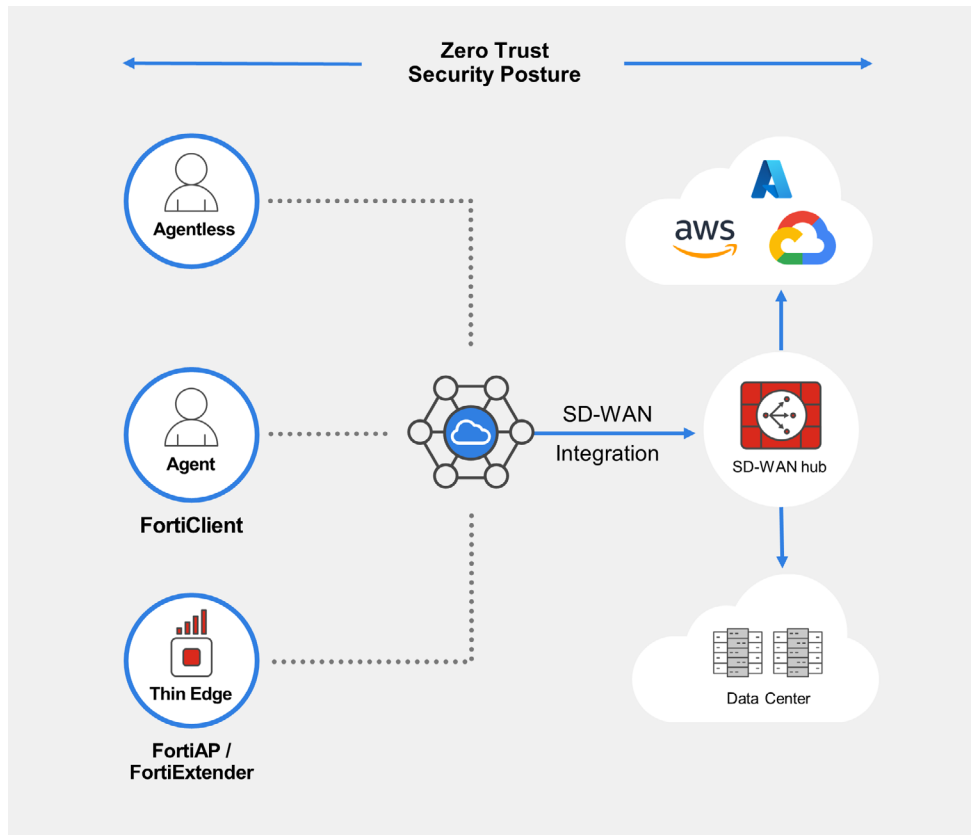 Zero Trust
Security Posture
Agentless
aws
Agent
SD-WAN
Integration
SD-WAN hub
FortiClient
Thin Edge
Data Center
FortiAP /
FortiExtender